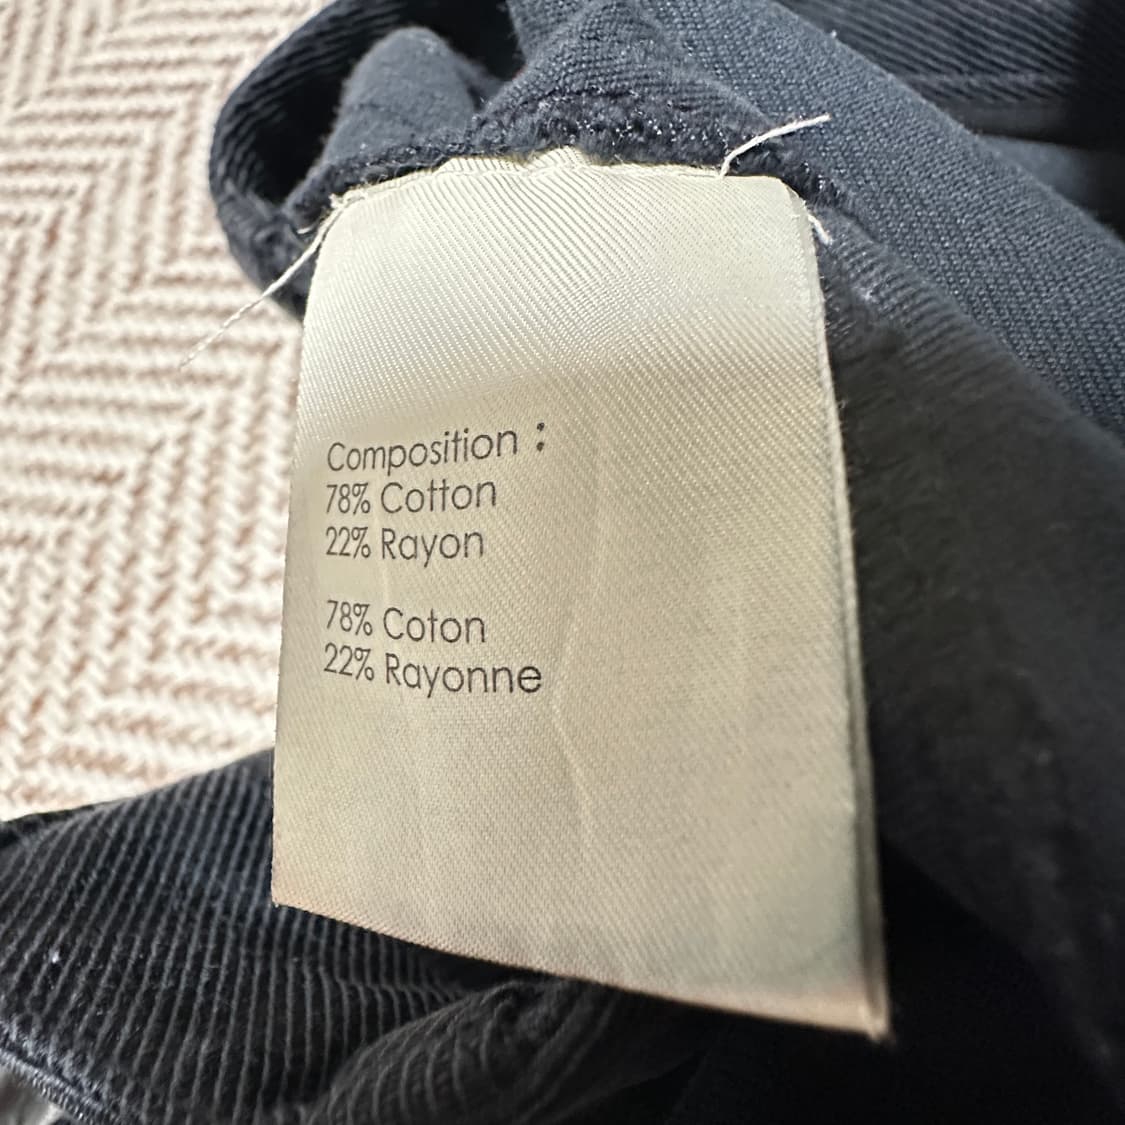 Composition :
78% Cotton
22% Rayon
78% Coton
22% Rayonne